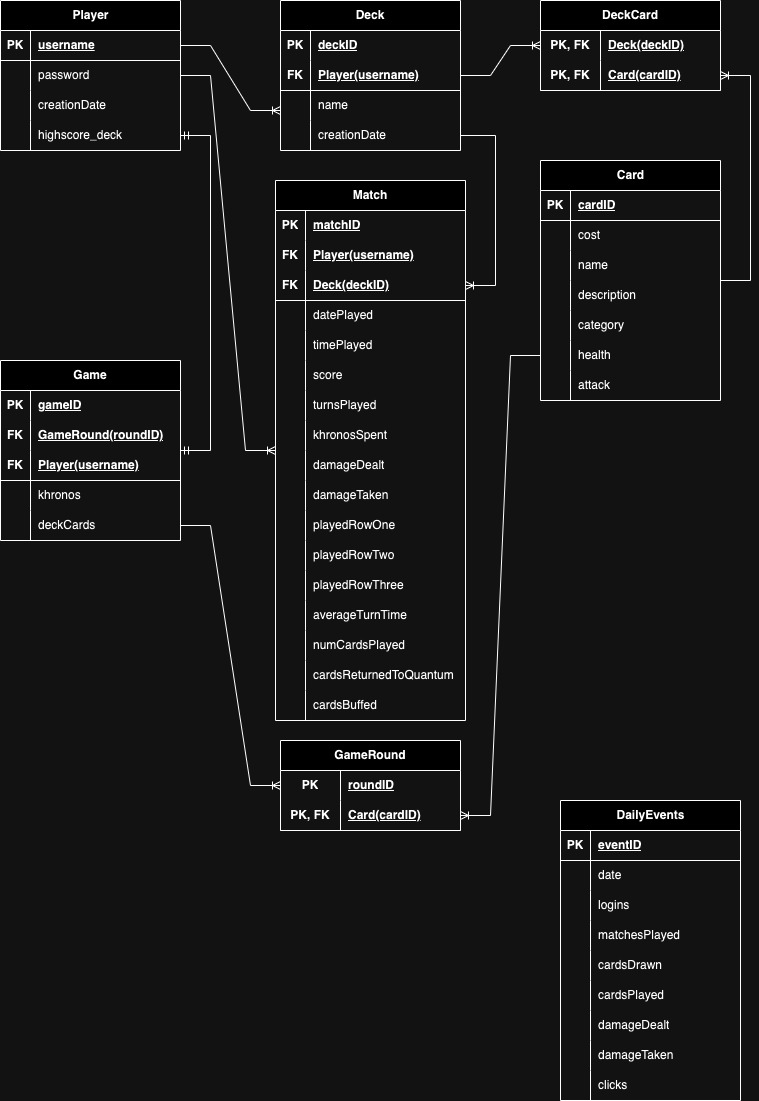 Player
PK username
password
creationDate
highscore_deck
Deck
PK deckID
FK Player(username)
name
creationDate
DeckCard
PK, FK Deck(deckID)
PK, FK Card(cardID)
Match
PK matchID
FK Player(username)
FK Deck(deckID)
datePlayed
timePlayed
score
turnsPlayed
khronosSpent
damageDealt
damageTaken
playedRowOne
playedRowTwo
playedRowThree
averageTurnTime
numCardsPlayed
cardsReturnedToQuantum
cardsBuffed
Card
PK cardID
cost
name
description
category
health
attack
Game
PK gameID
FK GameRound(roundID)
FK Player(username)
khronos
deckCards
GameRound
PK roundID
PK, FK Card(cardID)
DailyEvents
PK eventID
date
logins
matchesPlayed
cardsDrawn
cardsPlayed
damageDealt
damageTaken
clicks